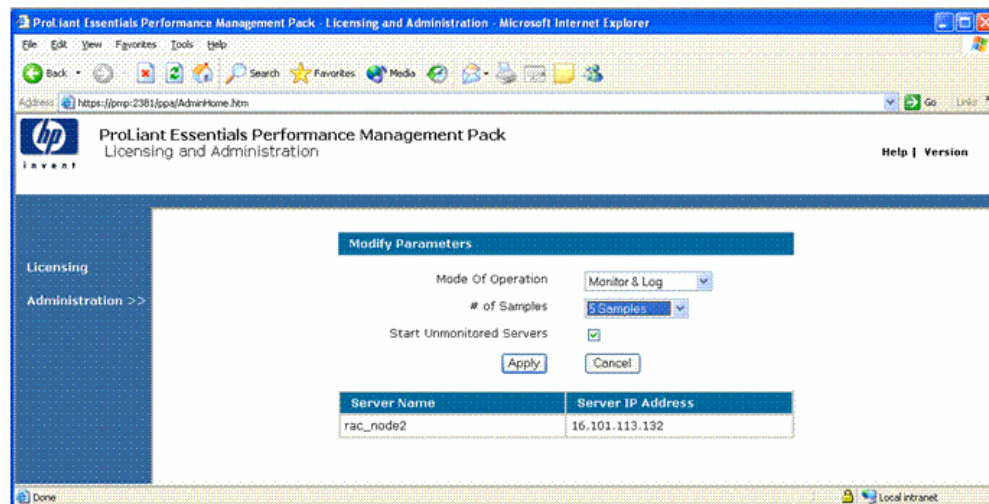 ProLiant Essentials Performance Management Pack - Licensing and Administration - Microsoft Internet Explorer
File Edit View Favorites Tools Help
Back Search Favorites Media
Address https://pmp:2381/ppa/AdminHome.htm Go Links
hp
invent
ProLiant Essentials Performance Management Pack
Licensing and Administration
Help | Version
Licensing
Administration >>
Modify Parameters
Mode Of Operation Monitor & Log
# of Samples 5 Samples
Start Unmonitored Servers
Apply Cancel
Server Name Server IP Address
rac_node2 16.101.113.132
Done Local intranet